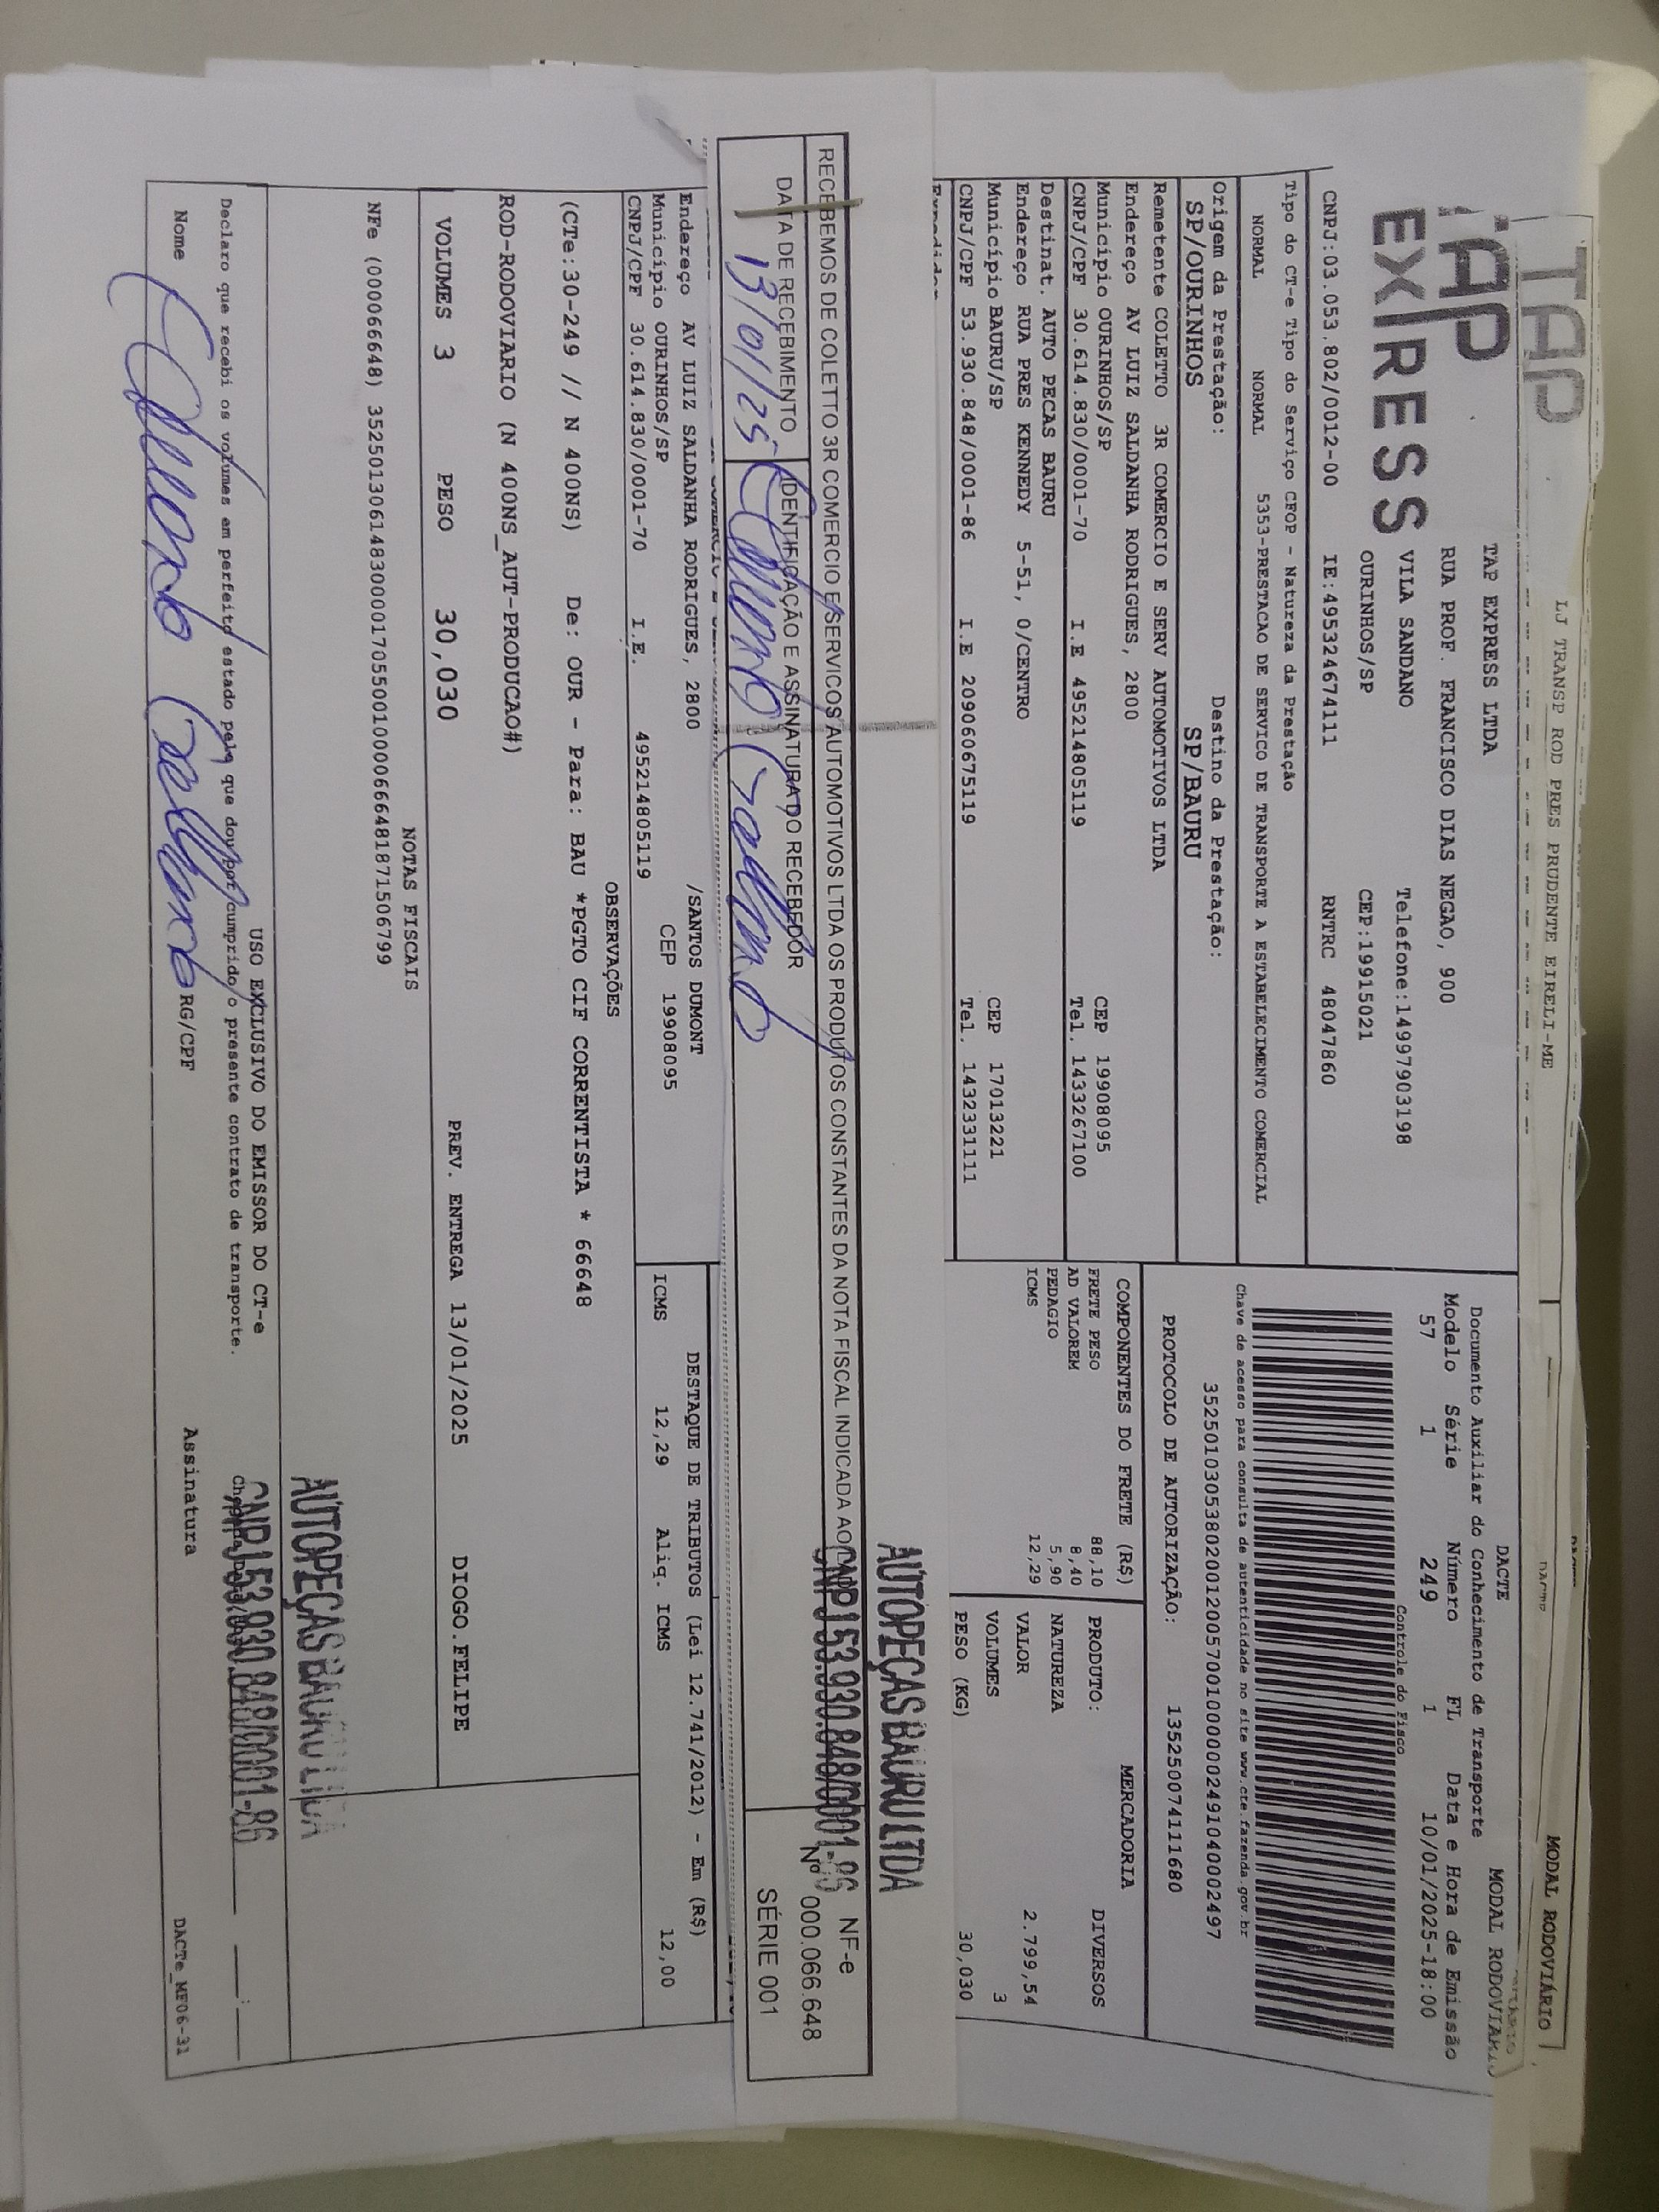 TAP
LJ TRANSP ROD PRES PRUDENTE EIRELI-ME
MODAL RODOVIÁRIO
TAP
EXPRESS
TAP EXPRESS LTDA
RUA PROF. FRANCISCO DIAS NEGAO, 900
VILA SANDANO Telefone:14997903198
OURINHOS/SP CEP:19915021
CNPJ:03.053.802/0012-00 IE:495324674111 RNTRC 48047860
DACTE MODAL RODOVIÁRIO
Documento Auxiliar do Conhecimento de Transporte
Modelo Série Número FL Data e Hora de Emissão
57 1 249 1 10/01/2025-18:00
Controle do Fisco
Chave de acesso para consulta de autenticidade no site www.cte.fazenda.gov.br
35250103053802001200570010000002491040002497
PROTOCOLO DE AUTORIZAÇÃO: 135250074111680
Tipo do CT-e Tipo do Serviço CFOP - Natureza da Prestação
NORMAL NORMAL 5353-PRESTACAO DE SERVICO DE TRANSPORTE A ESTABELECIMENTO COMERCIAL
Origem da Prestação: Destino da Prestação:
SP/OURINHOS SP/BAURU
Remetente COLETTO 3R COMERCIO E SERV AUTOMOTIVOS LTDA
Endereço AV LUIZ SALDANHA RODRIGUES, 2800
Município OURINHOS/SP CEP 19908095
CNPJ/CPF 30.614.830/0001-70 I.E 495214805119 Tel. 1433267100
Destinat. AUTO PECAS BAURU
Endereço RUA PRES KENNEDY 5-51, 0/CENTRO
Município BAURU/SP CEP 17013221
CNPJ/CPF 53.930.848/0001-86 I.E 209060675119 Tel. 1432331111
COMPONENTES DO FRETE (R$)
FRETE PESO 88,10
AD VALOREM 8,40
PEDAGIO 5,90
ICMS 12,29
MERCADORIA
PRODUTO: DIVERSOS
NATUREZA
VALOR 2.799,54
VOLUMES 3
PESO (KG) 30,030
AUTOPEÇAS BAURU LTDA
CNPJ 53.930.848/0001-86
RECEBEMOS DE COLETTO 3R COMERCIO E SERVICOS AUTOMOTIVOS LTDA OS PRODUTOS CONSTANTES DA NOTA FISCAL INDICADA AO
NF-e
Nº 000.066.648
SÉRIE 001
DATA DE RECEBIMENTO IDENTIFICAÇÃO E ASSINATURA DO RECEBEDOR
13/01/25
Endereço AV LUIZ SALDANHA RODRIGUES, 2800 /SANTOS DUMONT
Município OURINHOS/SP CEP 19908095
CNPJ/CPF 30.614.830/0001-70 I.E. 495214805119
DESTAQUE DE TRIBUTOS (Lei 12.741/2012) - Em (R$)
ICMS 12,29 Aliq. ICMS 12,00
OBSERVAÇÕES
(CTe:30-249 // N 400NS) De: OUR - Para: BAU *PGTO CIF CORRENTISTA * 66648
ROD-RODOVIARIO (N 400NS_AUT-PRODUCAO#)
VOLUMES 3 PESO 30,030 PREV. ENTREGA 13/01/2025 DIOGO.FELIPE
NOTAS FISCAIS
NFe (000066648) 35250130614830000170550010000666481871506799
AUTOPEÇAS BAURU LTDA
CNPJ 53.930.848/0001-86
USO EXCLUSIVO DO EMISSOR DO CT-e
Declaro que recebi os volumes em perfeito estado pelo que dou por cumprido o presente contrato de transporte.
Nome RG/CPF Assinatura
DACTe_MF06-31